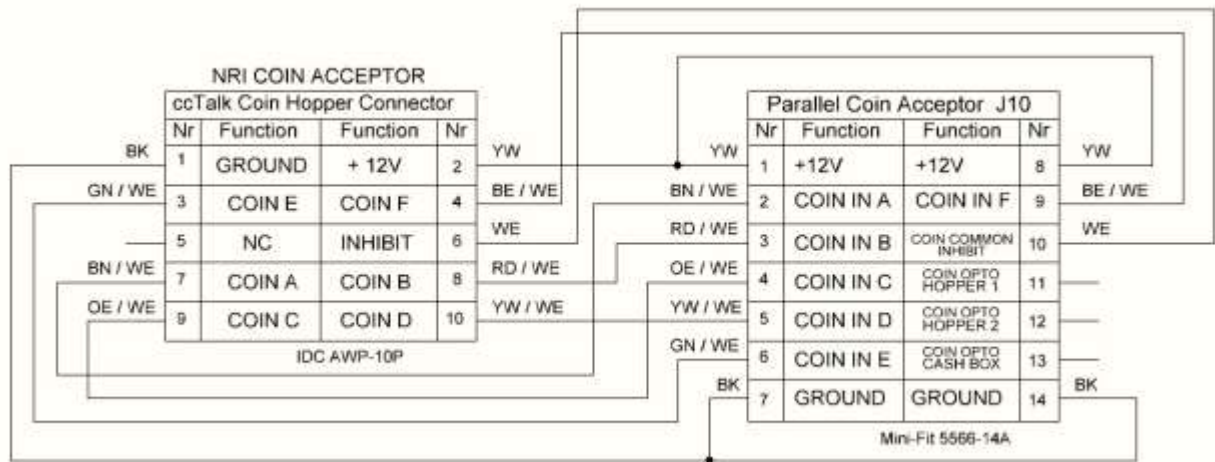 NRI COIN ACCEPTOR
ccTalk Coin Hopper Connector
Nr Function Function Nr
BK 1 GROUND + 12V 2 YW
GN / WE 3 COIN E COIN F 4 BE / WE
5 NC INHIBIT 6 WE
BN / WE 7 COIN A COIN B 8 RD / WE
OE / WE 9 COIN C COIN D 10 YW / WE
IDC AWP-10P
Parallel Coin Acceptor J10
Nr Function Function Nr
YW 1 +12V +12V 8 YW
BN / WE 2 COIN IN A COIN IN F 9 BE / WE
RD / WE 3 COIN IN B COIN COMMON INHIBIT 10 WE
OE / WE 4 COIN IN C COIN OPTO HOPPER 1 11
YW / WE 5 COIN IN D COIN OPTO HOPPER 2 12
GN / WE 6 COIN IN E COIN OPTO CASH BOX 13
BK 7 GROUND GROUND 14 BK
Mini-Fit 5566-14A